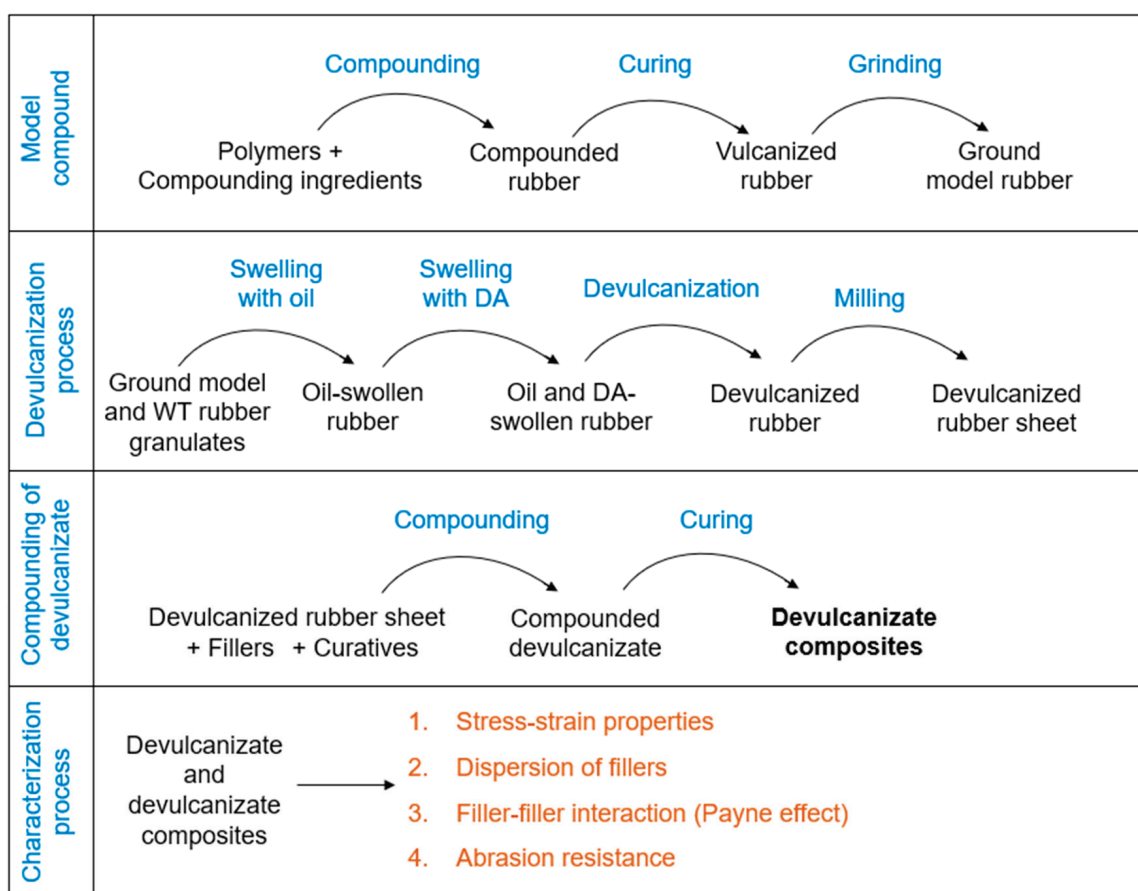 Model
compound
Compounding
Curing
Grinding
Polymers +
Compounding ingredients
Compounded
rubber
Vulcanized
rubber
Ground
model rubber
Devulcanization
process
Swelling
with oil
Swelling
with DA
Devulcanization
Milling
Ground model
and WT rubber
granulates
Oil-swollen
rubber
Oil and DA-
swollen rubber
Devulcanized
rubber
Devulcanized
rubber sheet
Compounding of
devulcanizate
Compounding
Curing
Devulcanized rubber sheet
+ Fillers + Curatives
Compounded
devulcanizate
Devulcanizate
composites
Characterization
process
Devulcanizate
and
devulcanizate
composites
1. Stress-strain properties
2. Dispersion of fillers
3. Filler-filler interaction (Payne effect)
4. Abrasion resistance